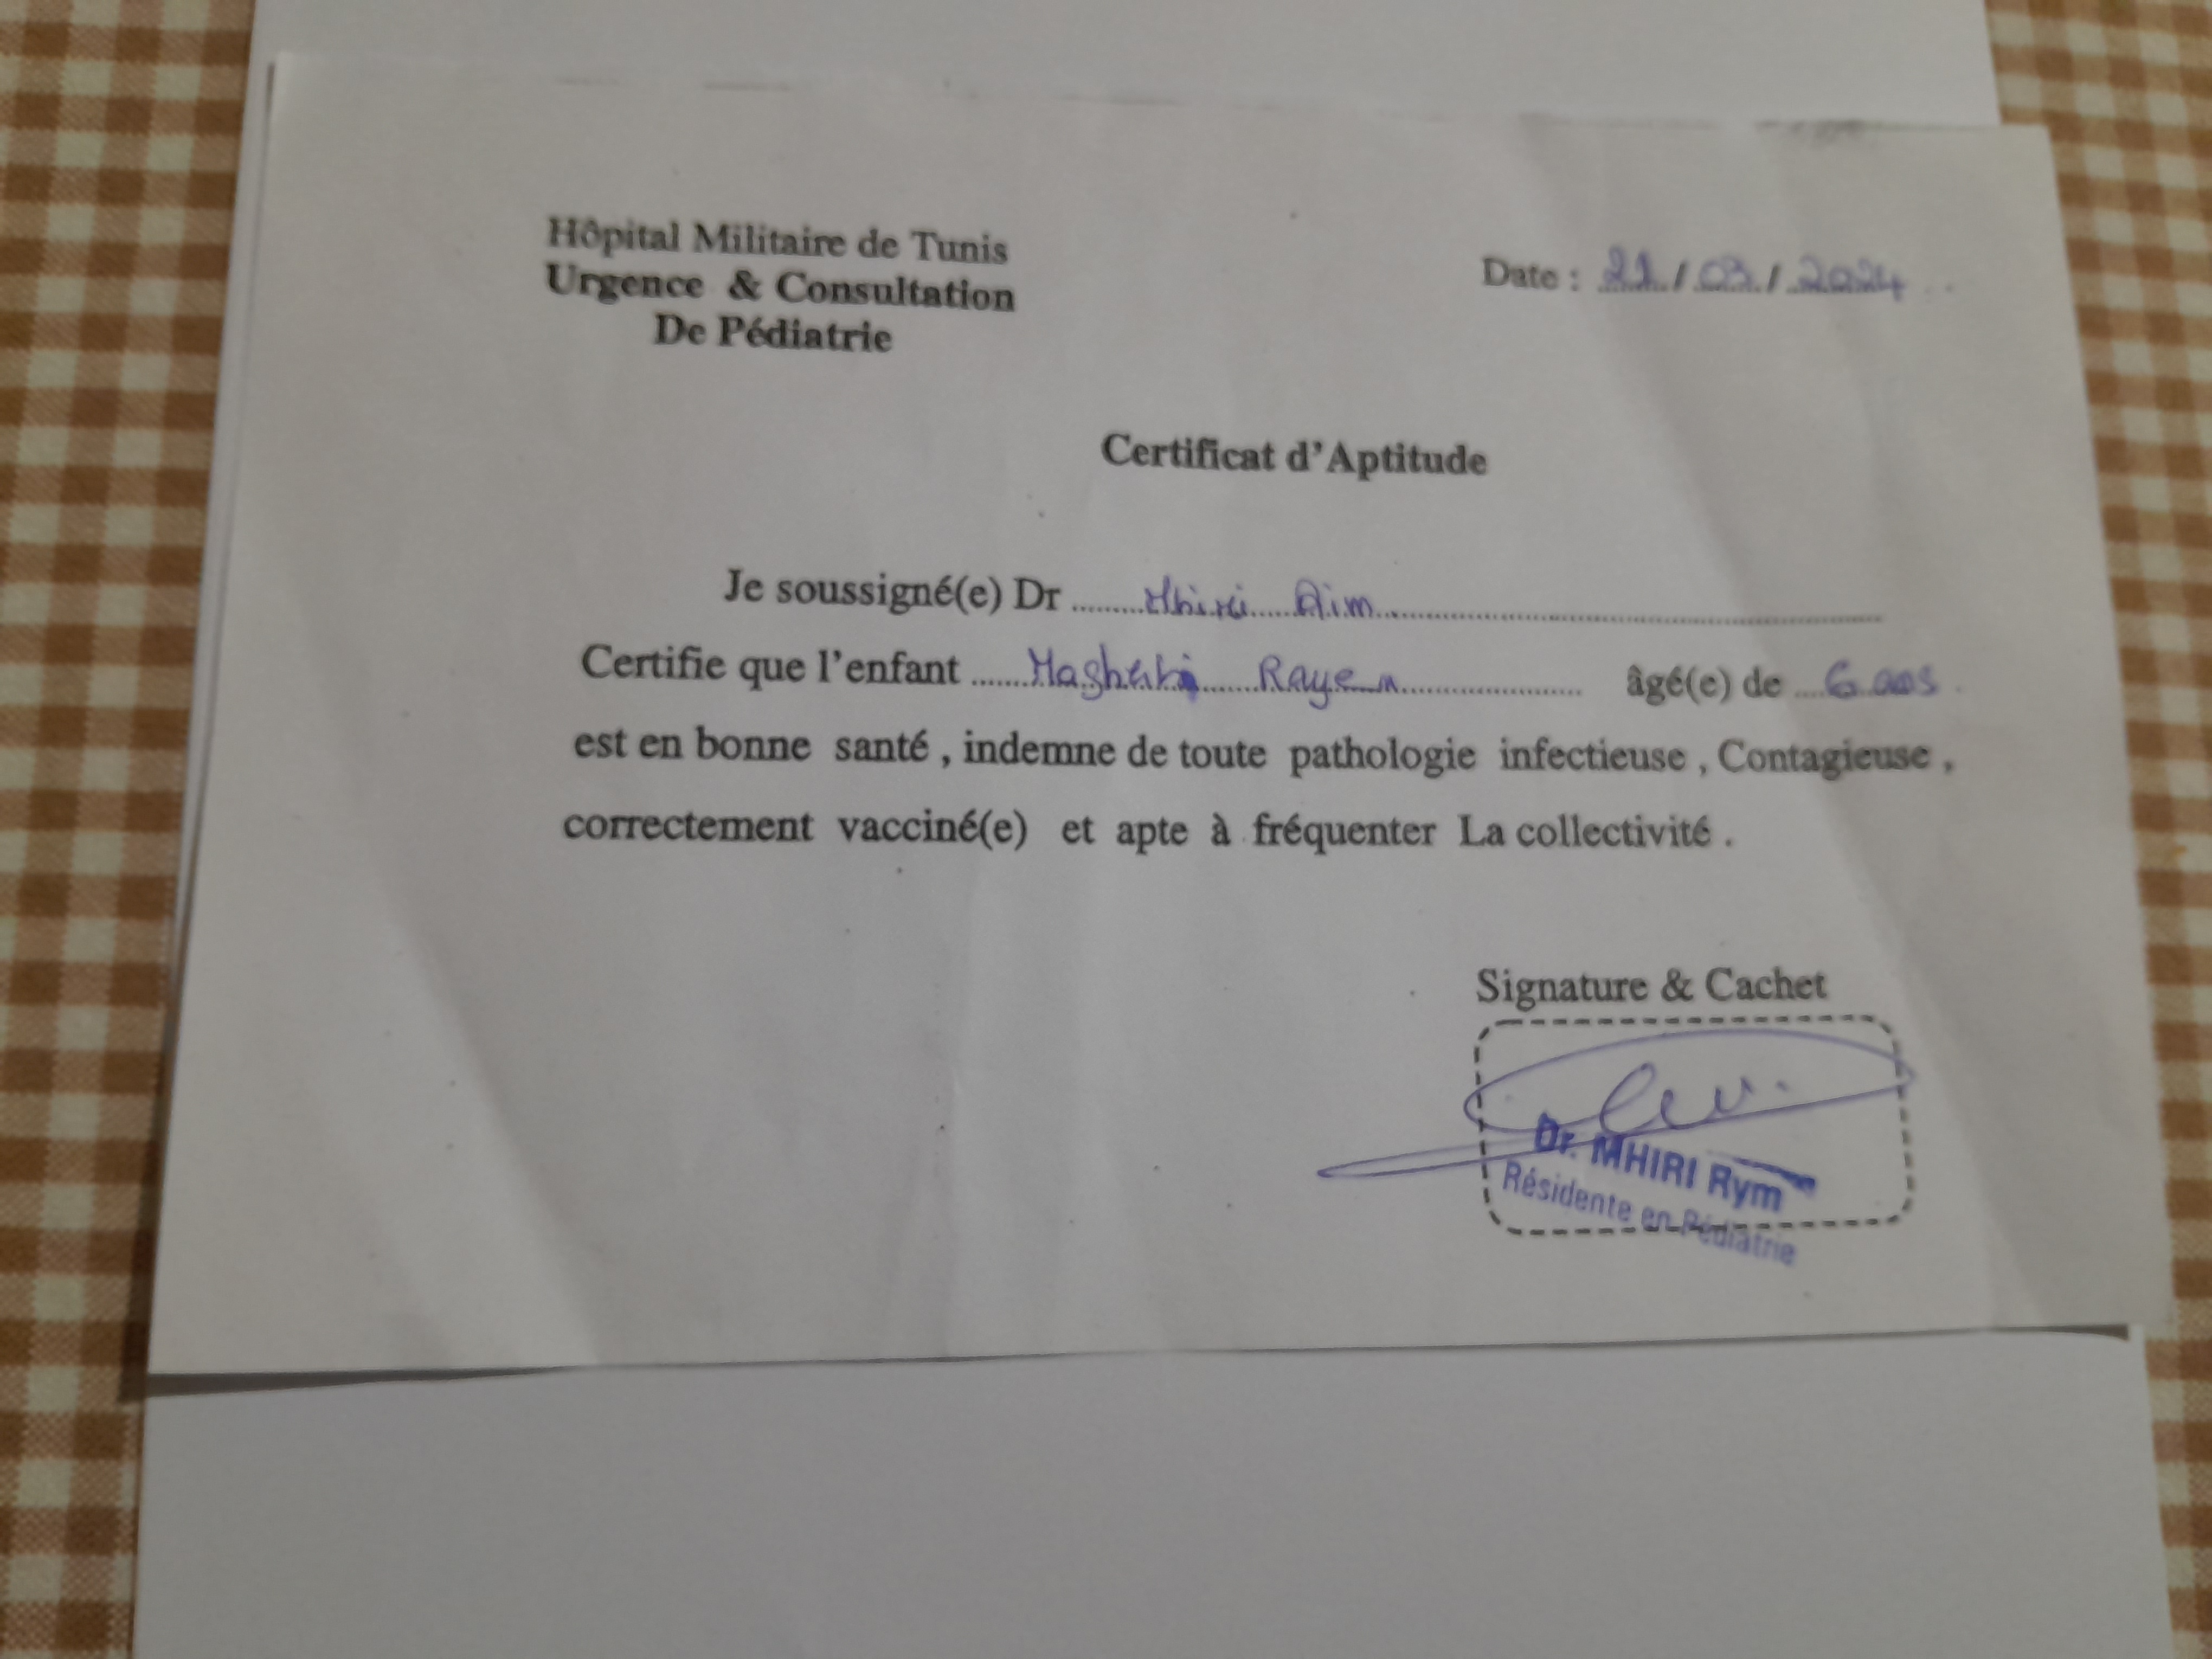 Hôpital Militaire de Tunis
Urgence & Consultation
De Pédiatrie
Date : 21/03/2024
Certificat d'Aptitude
Je soussigné(e) Dr Mhiri Rim
Certifie que l'enfant Rayen âgé(e) de 6 ans
est en bonne santé , indemne de toute pathologie infectieuse , Contagieuse ,
correctement vacciné(e) et apte à fréquenter La collectivité .
Signature & Cachet
Dr. MHIRI Rym
Résidente en Pédiatrie